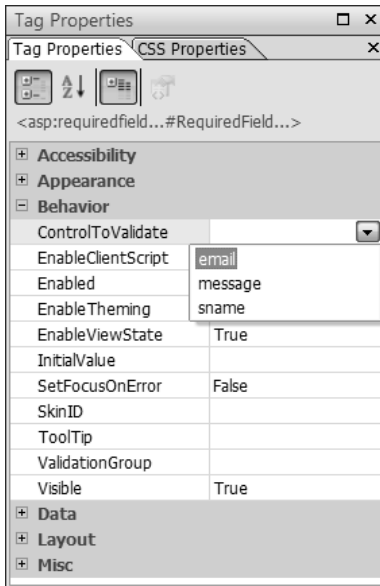 Tag Properties
Tag Properties CSS Properties
<asp:requiredfield...#RequiredField...>
Accessibility
Appearance
Behavior
ControlToValidate
EnableClientScript email
Enabled message
EnableTheming sname
EnableViewState True
InitialValue
SetFocusOnError False
SkinID
ToolTip
ValidationGroup
Visible True
Data
Layout
Misc